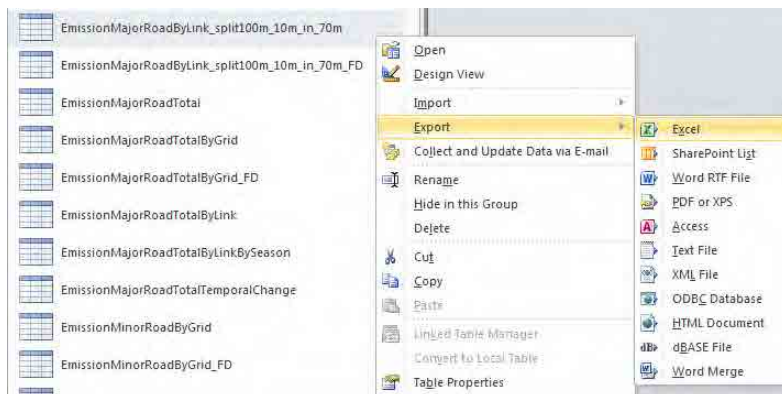 EmissionMajorRoadByLink_split100m_10m_in_70m
EmissionMajorRoadByLink_split100m_10m_in_70m_FD
EmissionMajorRoadTotal
EmissionMajorRoadTotalByGrid
EmissionMajorRoadTotalByGrid_FD
EmissionMajorRoadTotalByLink
EmissionMajorRoadTotalByLinkBySeason
EmissionMajorRoadTotalTemporalChange
EmissionMinorRoadByGrid
EmissionMinorRoadByGrid_FD
Open
Design View
Import
Export
Collect and Update Data via E-mail
Rename
Hide in this Group
Delete
Cut
Copy
Paste
Linked Table Manager
Convert to Local Table
Table Properties
Excel
SharePoint List
Word RTF File
PDF or XPS
Access
Text File
XML File
ODBC Database
HTML Document
dBASE File
Word Merge